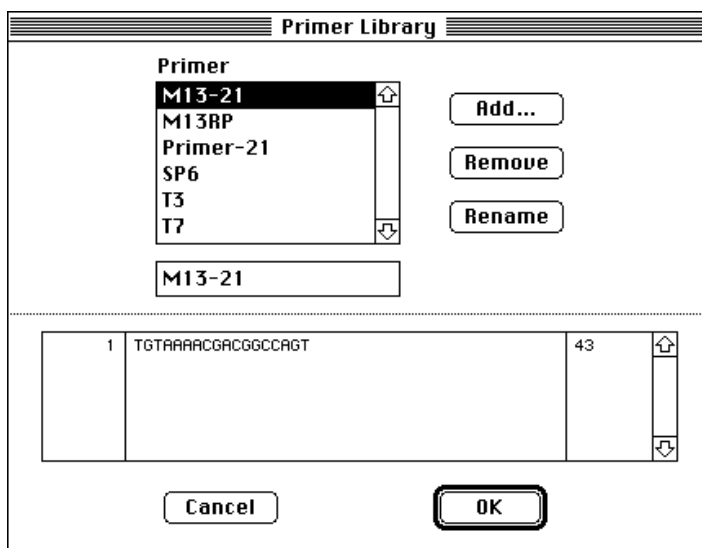 Primer Library
Primer
M13-21
M13RP
Primer-21
SP6
T3
T7
Add...
Remove
Rename
M13-21
1 TGTAAAACGACGGCCAGT 43
Cancel OK